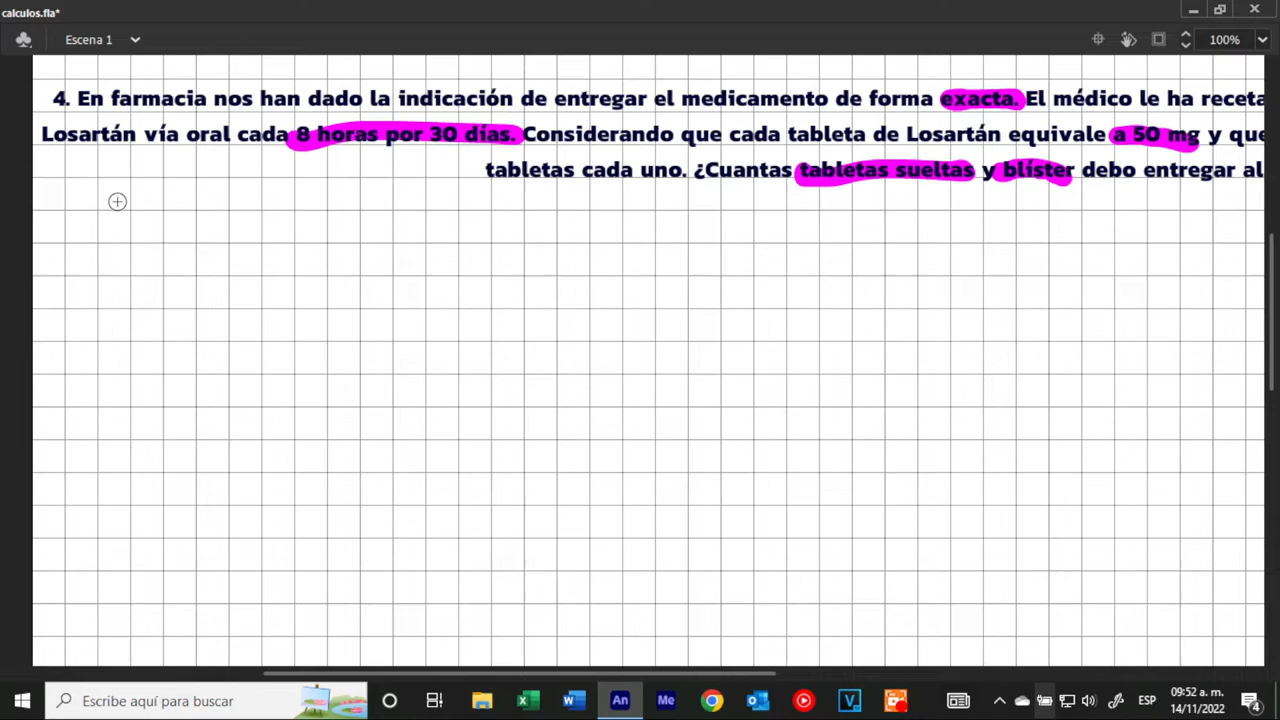 calculos.fla*
Escena 1
100%
4. En farmacia nos han dado la indicación de entregar el medicamento de forma exacta. El médico le ha receta
Losartán vía oral cada 8 horas por 30 días. Considerando que cada tableta de Losartán equivale a 50 mg y que
tabletas cada uno. ¿Cuantas tabletas sueltas y blíster debo entregar al
Escribe aquí para buscar
An
Me
ESP
09:52 a. m.
14/11/2022
4